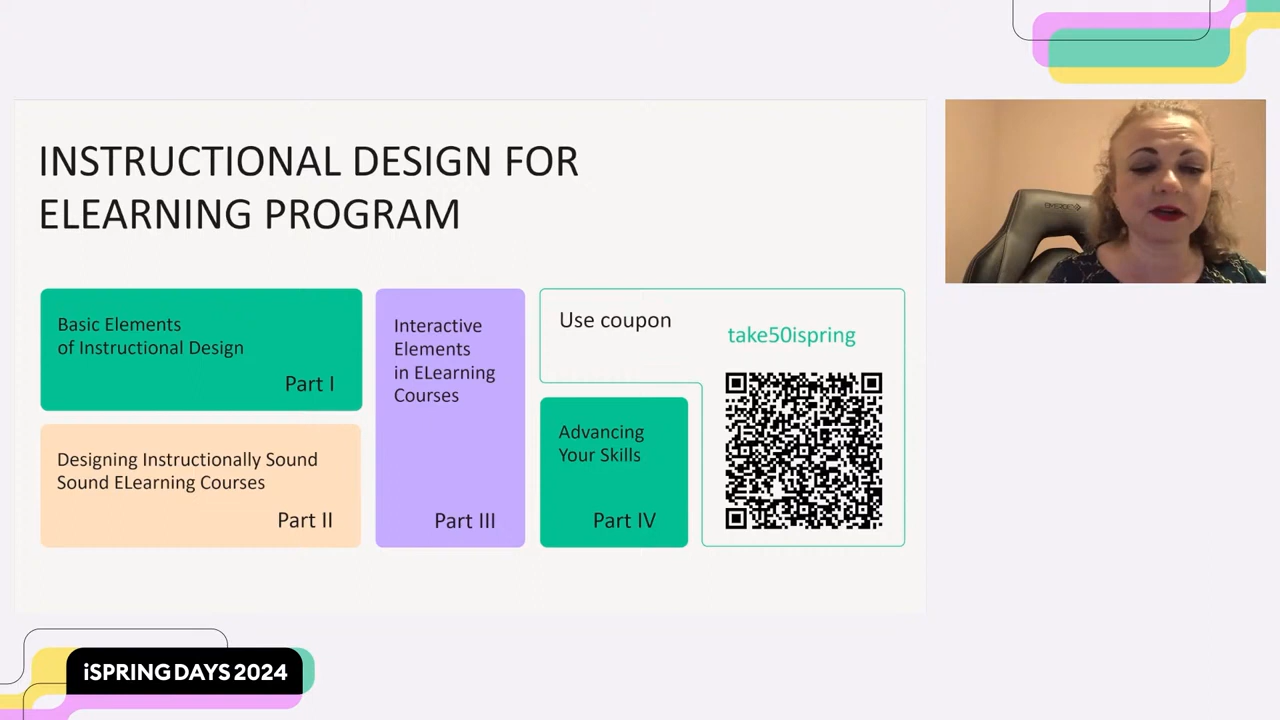 INSTRUCTIONAL DESIGN FOR
ELEARNING PROGRAM
Basic Elements
of Instructional Design
Part I
Designing Instructionally Sound
Sound ELearning Courses
Part II
Interactive
Elements
in ELearning
Courses
Part III
Use coupon
take50ispring
Advancing
Your Skills
Part IV
iSPRING DAYS 2024